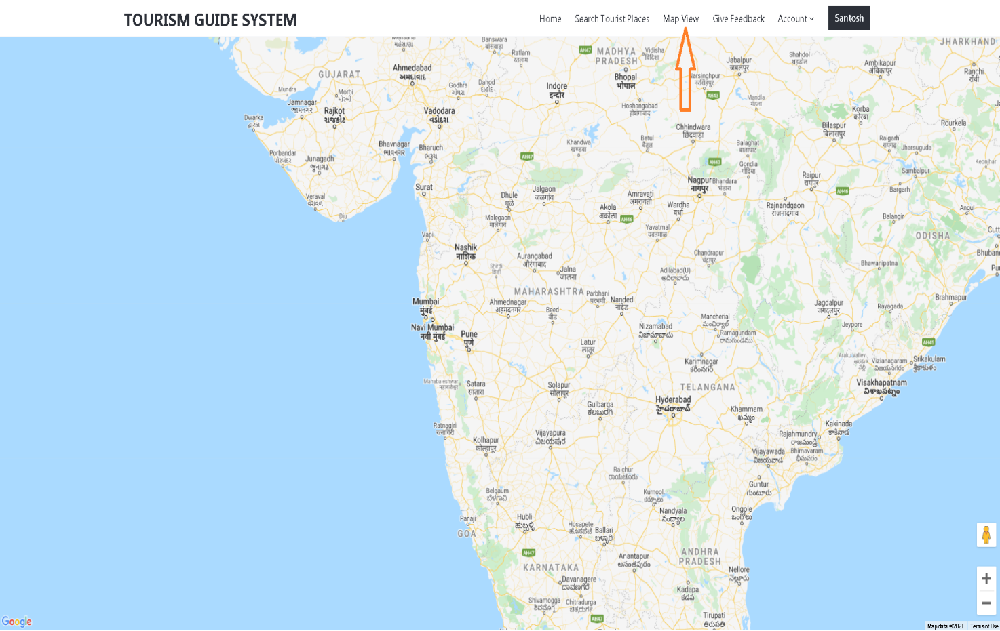 TOURISM GUIDE SYSTEM
Home
Search Tourist Places
Map View
Give Feedback
Account
Santosh
GUJARAT
Ahmedabad
અમદાવાદ
Banswara
बांसवाड़ा
Ratlam
रतलाम
AH47
MADHYA
PRADESH
Vidisha
विदिशा
Bhopal
भोपाल
Jabalpur
जबलपुर
Shahdol
शहडोल
Ambikapur
अंबिकापुर
JHARKHAND
Ranchi
राँची
Mundra
Morbi
મોરબી
Godhra
ગોધરા
Dahod
દાહોદ
Indore
इन्दौर
नरसिंहपुर
AH43
Mandla
मंडला
Hoshangabad
होशंगाबाद
Korba
कोरबा
Jamnagar
જામનગર
Rajkot
રાજકોટ
Vadodara
વડોદરા
Dwarka
દ્વારકા
Chhindwara
छिंदवाड़ा
Bilaspur
बिलासपुर
Rourkela
Bhavnagar
ભાવનગર
Bharuch
ભરૂચ
Khandwa
खण्डवा
Betul
बैतूल
Balaghat
बालाघाट
Raigarh
रायगढ़
Jharsuguda
Porbandar
પોરબંદર
Junagadh
જુનાગઢ
AH47
AH43
Gondia
गोंदिया
Keonjhar
Sambalpur
Surat
Jalgaon
जळगांव
Dhule
धुळे
Amravati
अमरावती
Nagpur
नागपुर
Bhandara
भंडारा
Raipur
रायपुर
AH46
Bargarh
Veraval
વેરાવળ
Diu
Akola
अकोला
Wardha
वर्धा
Rajnandgaon
राजनांदगांव
Angul
Malegaon
मालेगाव
AH46
Yavatmal
यवतमाळ
Balangir
Vapi
ODISHA
Nashik
नाशिक
Aurangabad
औरंगाबाद
Shirdi
शिर्डी
Jalna
जालना
Chandrapur
चंद्रपुर
Adilabad(U)
ఆదిలాబాదు
Bhawanipatna
MAHARASHTRA
Parbhani
परभणी
Nanded
नांदेड
Mumbai
मुंबई
Ahmednagar
अहमदनगर
Beed
बीड
Jagdalpur
जगदलपुर
Rayagada
Brahmapur
Navi Mumbai
नवी मुंबई
Pune
पुणे
Latur
लातूर
Nizamabad
నిజామాబాదు
Mancherial
మంచిర్యాల్
Ramagundam
రామగుండము
Jeypore
AH45
Karimnagar
కరీంనగర్
Araku Valley
Vizianagaram
విజయనగరం
Srikakulam
శ్రీకాకుళం
Mahabaleshwar
महाबळेश्वर
Satara
सातारा
Solapur
सोलापूर
TELANGANA
Visakhapatnam
విశాఖపట్నం
Gulbarga
ಕಲಬುರಗಿ
Hyderabad
హైదరాబాద్
Khammam
ఖమ్మం
Kakinada
కాకినాడ
Ratnagiri
रत्नागिरी
Kolhapur
कोल्हापूर
Vijayapura
ವಿಜಯಪುರ
Rajahmundry
రాజమండ్రి
Vijayawada
విజయవాడ
Bhimavaram
భీమవరం
Raichur
ರಾಯಚೂರು
Guntur
గుంటూరు
Belgaum
ಬೆಳಗಾವಿ
Kurnool
కర్నూలు
Nandyala
నంద్యాల
Ongole
ఒంగోలు
Panaji
GOA
Hubli
ಹುಬ್ಬಳ್ಳಿ
Hosapete
ಹೊಸಪೇಟೆ
Ballari
ಬಳ್ಳಾರಿ
AH47
KARNATAKA
Anantapur
అనంతపురం
ANDHRA
PRADESH
Nellore
నెల్లూరు
Davanagere
ದಾವಣಗೆರೆ
Kadapa
కడప
Shivamogga
ಶಿವಮೊಗ್ಗ
Chitradurga
ಚಿತ್ರದುರ್ಗ
AH47
Tirupati
తిరుపతి
Google
Map data ©2021
Terms of Use